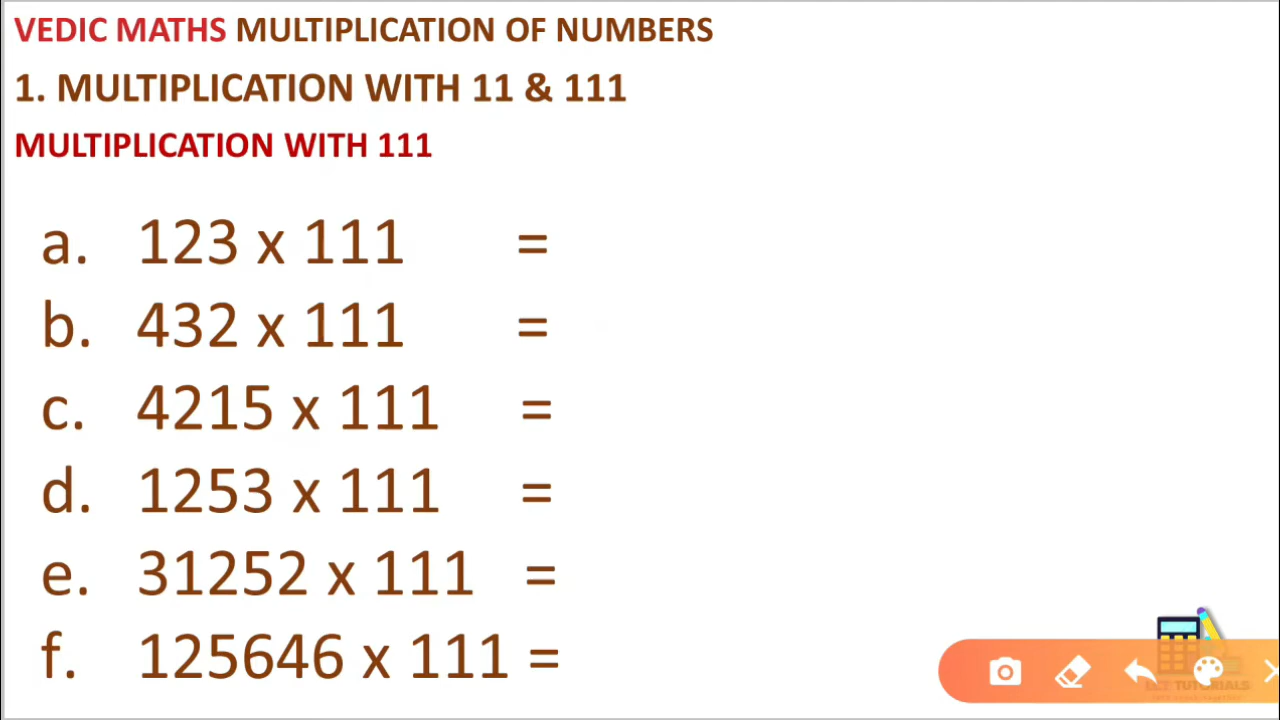 VEDIC MATHS MULTIPLICATION OF NUMBERS
1. MULTIPLICATION WITH 11 & 111
MULTIPLICATION WITH 111
a. 123 x 111 =
b. 432 x 111 =
c. 4215 x 111 =
d. 1253 x 111 =
e. 31252 x 111 =
f. 125646 x 111 =
TUTORIALS